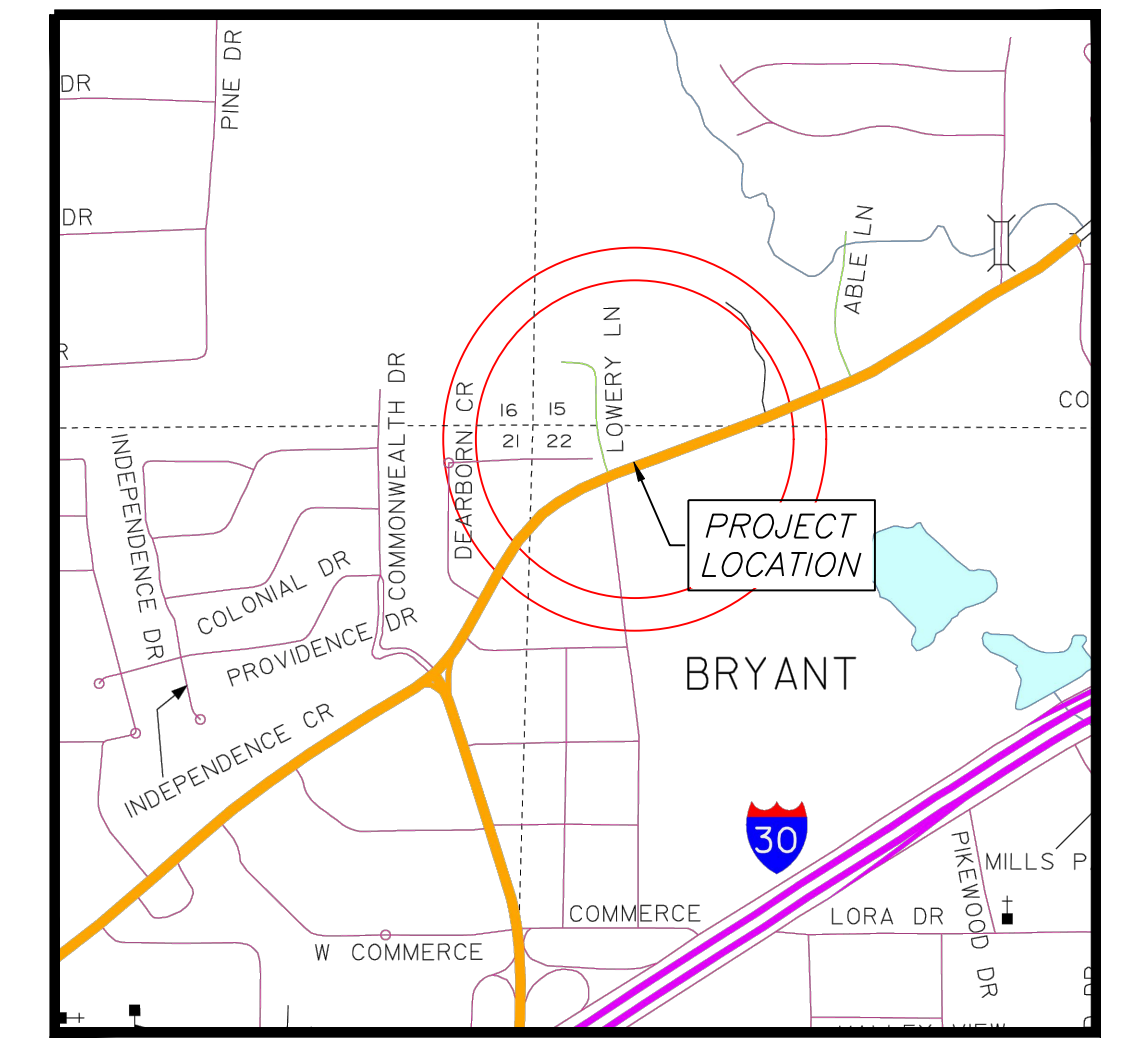 DR
PINE DR
DR
ABLE LN
LOWERY LN
COMMONWEALTH DR
DEARBORN CR
16 15
21 22
CO
INDEPENDENCE DR
PROJECT
LOCATION
COLONIAL DR
PROVIDENCE DR
BRYANT
INDEPENDENCE CR
30
MILLS P
PIKEWOOD DR
COMMERCE
LORA DR
W COMMERCE